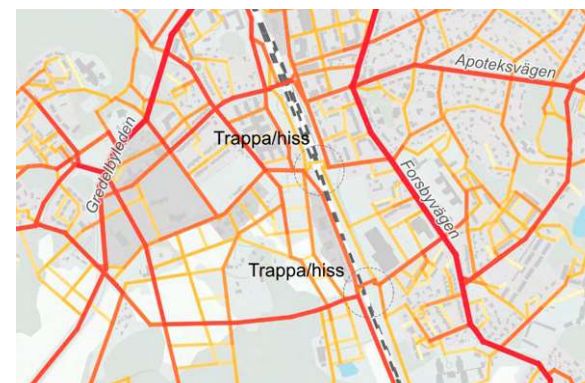 Apoteksvägen
Trappa/hiss
Gredelbyleden
Forsbyvägen
Trappa/hiss